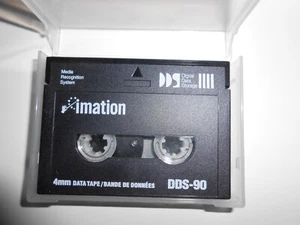 Media
Recognition
System
DDS
Digital
Data
Storage
imation
4mm DATA TAPE/BANDE DE DONNÉES
DDS-90